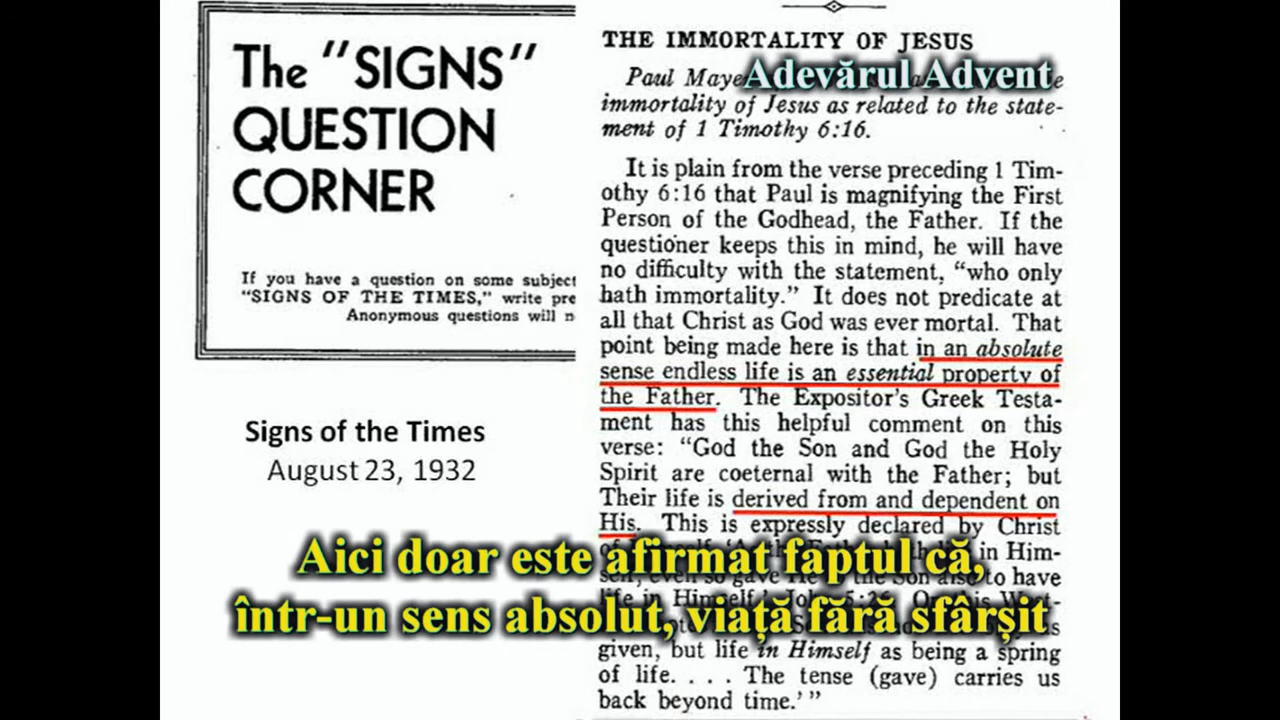 The "SIGNS"
QUESTION
CORNER
If you have a question on some subject
"SIGNS OF THE TIMES," write pre
Anonymous questions will n
Signs of the Times
August 23, 1932
THE IMMORTALITY OF JESUS
Adevărul Advent
Paul Maye
immortality of Jesus as related to the state-
ment of 1 Timothy 6:16.
It is plain from the verse preceding 1 Tim-
othy 6:16 that Paul is magnifying the First
Person of the Godhead, the Father. If the
questioner keeps this in mind, he will have
no difficulty with the statement, “who only
hath immortality.” It does not predicate at
all that Christ as God was ever mortal. That
point being made here is that in an absolute
sense endless life is an essential property of
the Father. The Expositor's Greek Testa-
ment has this helpful comment on this
verse: “God the Son and God the Holy
Spirit are coeternal with the Father; but
Their life is derived from and dependent on
His. This is expressly declared by Christ
in Him-
to have
given, but life in Himself as being a spring
of life. . . . The tense (gave) carries us
back beyond time.’”
Aici doar este afirmat faptul că,
într-un sens absolut, viață fără sfârșit